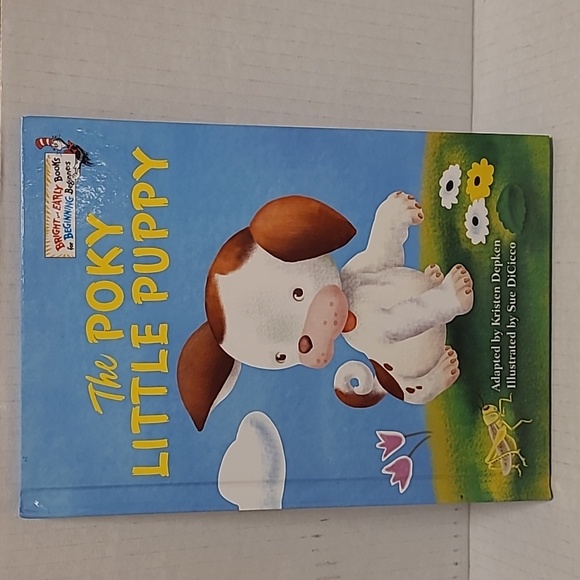 BRIGHT and EARLY BOOKS
for BEGINNING Beginners
The POKY
LITTLE PUPPY
Adapted by Kristen Depken
Illustrated by Sue DiCicco